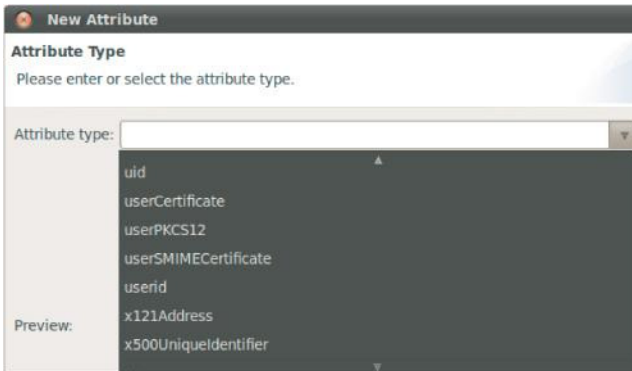 New Attribute
Attribute Type
Please enter or select the attribute type.
Attribute type:
uid
userCertificate
userPKCS12
userSMIMECertificate
userid
x121Address
Preview:
x500UniqueIdentifier